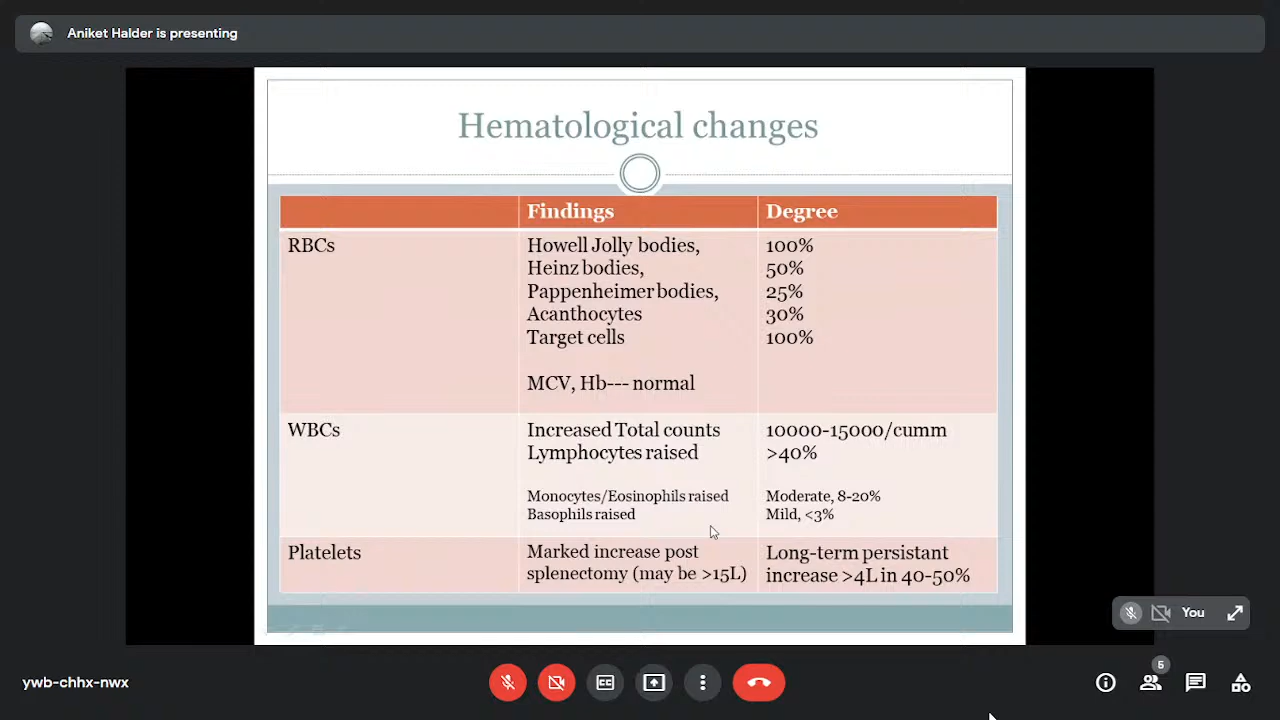 Aniket Halder is presenting
Hematological changes
Findings
Degree
RBCs
Howell Jolly bodies,
100%
Heinz bodies,
50%
Pappenheimer bodies,
25%
Acanthocytes
30%
Target cells
100%
MCV, Hb--- normal
WBCs
Increased Total counts
10000-15000/cumm
Lymphocytes raised
>40%
Monocytes/Eosinophils raised
Moderate, 8-20%
Basophils raised
Mild, <3%
Platelets
Marked increase post
Long-term persistant
splenectomy (may be >15L)
increase >4L in 40-50%
You
ywb-chhx-nwx
CC
5